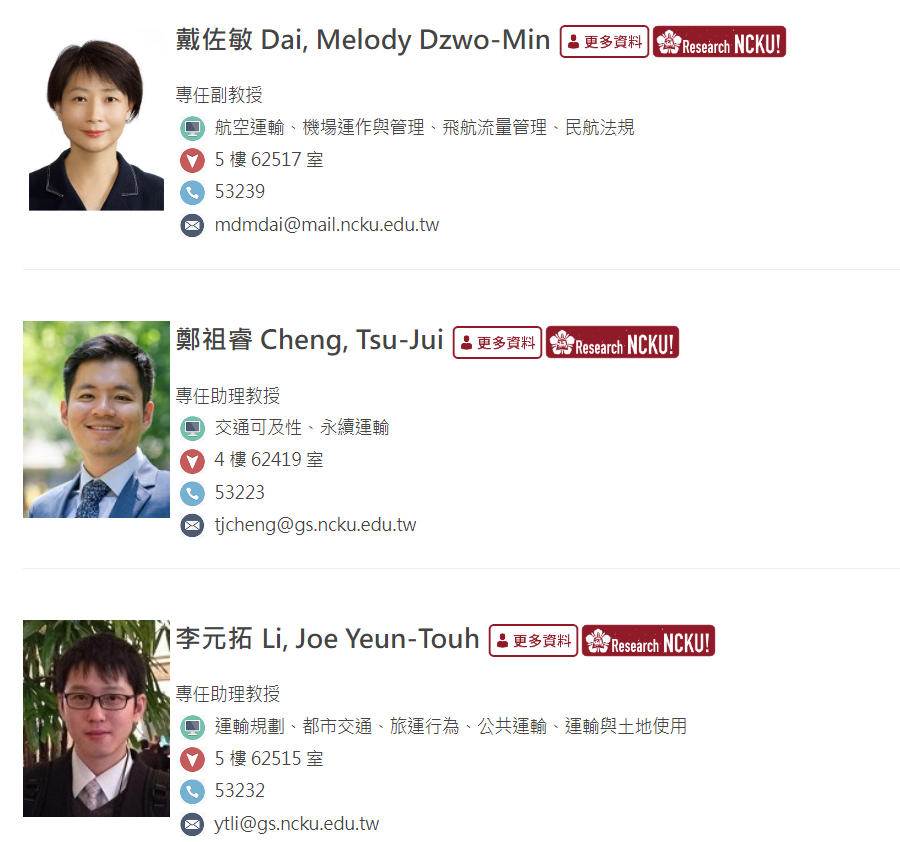 戴佐敏 Dai, Melody Dzwo-Min 更多資料 Research NCKU!
專任副教授
航空運輸、機場運作與管理、飛航流量管理、民航法規
5 樓 62517 室
53239
mdmdai@mail.ncku.edu.tw
鄭祖睿 Cheng, Tsu-Jui 更多資料 Research NCKU!
專任助理教授
交通可及性、永續運輸
4 樓 62419 室
53223
tjcheng@gs.ncku.edu.tw
李元拓 Li, Joe Yeun-Touh 更多資料 Research NCKU!
專任助理教授
運輸規劃、都市交通、旅運行為、公共運輸、運輸與土地使用
5 樓 62515 室
53232
ytli@gs.ncku.edu.tw